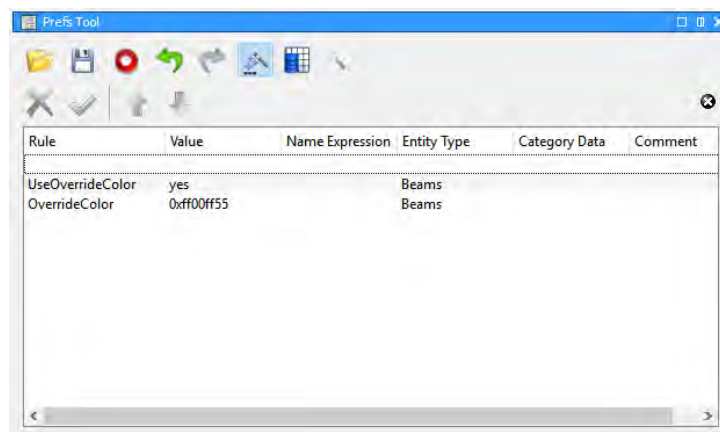 Prefs Tool
Rule Value Name Expression Entity Type Category Data Comment
UseOverrideColor yes Beams
OverrideColor 0xff00ff55 Beams